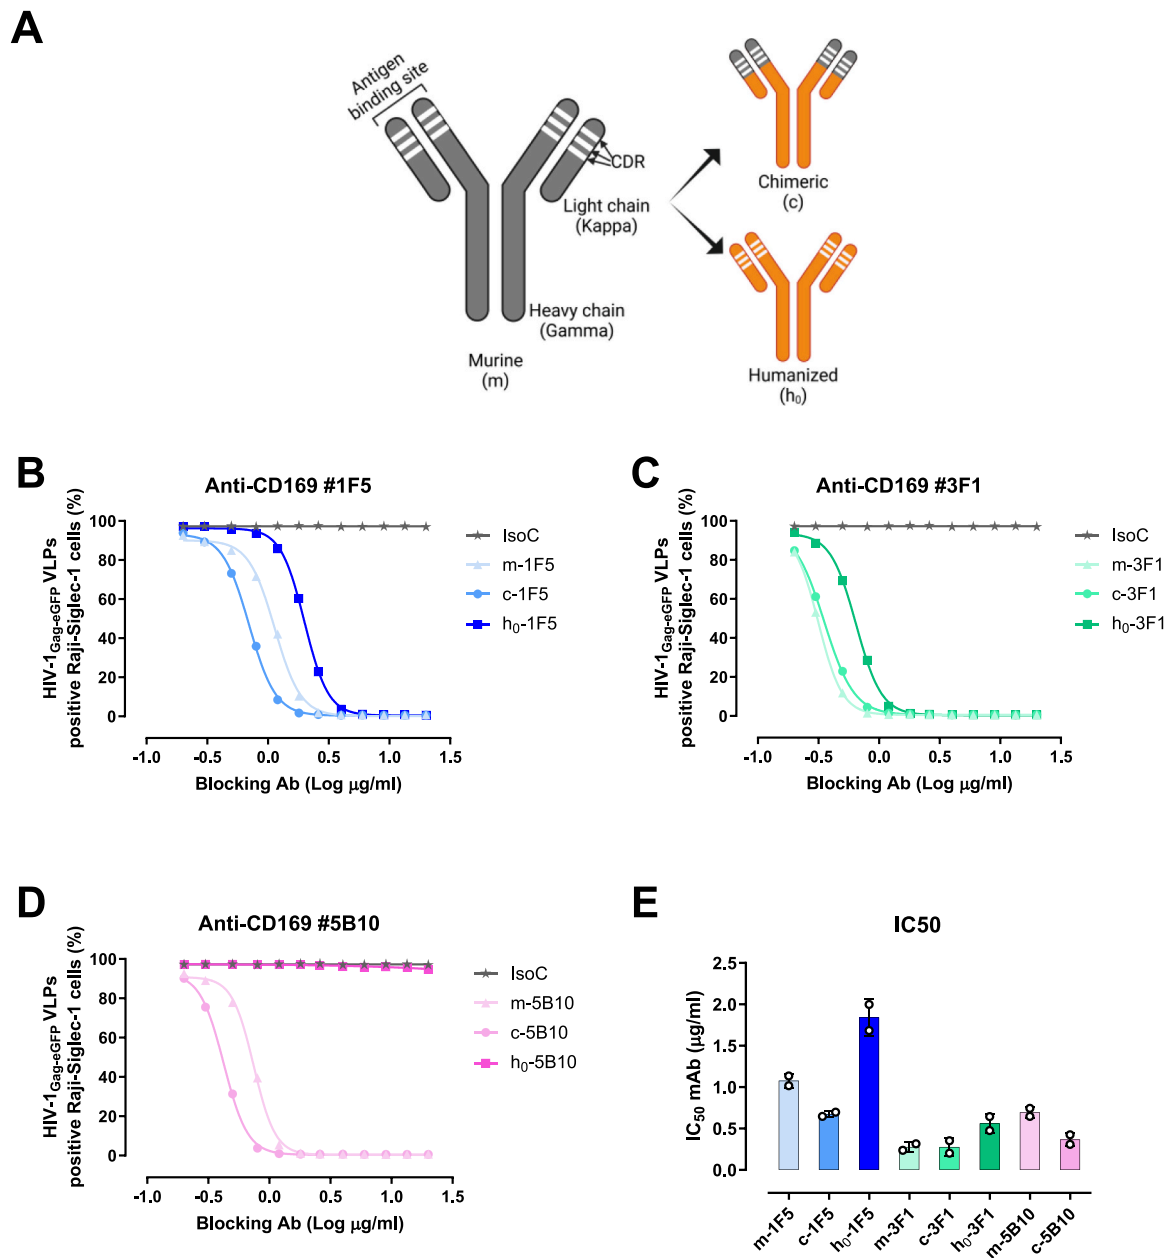 A
Antigen
binding site
CDR
Light chain
(Kappa)
Heavy chain
(Gamma)
Murine
(m)
Chimeric
(c)
Humanized
(h₀)
B
Anti-CD169 #1F5
HIV-1Gag-eGFP VLPs
positive Raji-Siglec-1 cells (%)
100
80
60
40
20
0
-1.0 -0.5 0.0 0.5 1.0 1.5
Blocking Ab (Log μg/ml)
IsoC
m-1F5
c-1F5
h₀-1F5
C
Anti-CD169 #3F1
HIV-1Gag-eGFP VLPs
positive Raji-Siglec-1 cells (%)
100
80
60
40
20
0
-1.0 -0.5 0.0 0.5 1.0 1.5
Blocking Ab (Log μg/ml)
IsoC
m-3F1
c-3F1
h₀-3F1
D
Anti-CD169 #5B10
HIV-1Gag-eGFP VLPs
positive Raji-Siglec-1 cells (%)
100
80
60
40
20
0
-1.0 -0.5 0.0 0.5 1.0 1.5
Blocking Ab (Log μg/ml)
IsoC
m-5B10
c-5B10
h₀-5B10
E
IC50
IC₅₀ mAb (μg/ml)
2.5
2.0
1.5
1.0
0.5
0.0
m-1F5
c-1F5
h₀-1F5
m-3F1
c-3F1
h₀-3F1
m-5B10
c-5B10